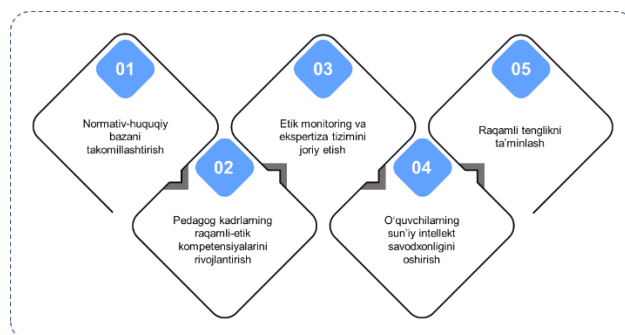 01
Normativ-huquqiy
bazani
takomillashtirish
02
Pedagog kadrlarning
raqamli-etik
kompetensiyalarini
rivojlantirish
03
Etik monitoring va
ekspertiza tizimini
joriy etish
04
O'quvchilarning
sun'iy intellekt
savodxonligini
oshirish
05
Raqamli tenglikni
ta'minlash